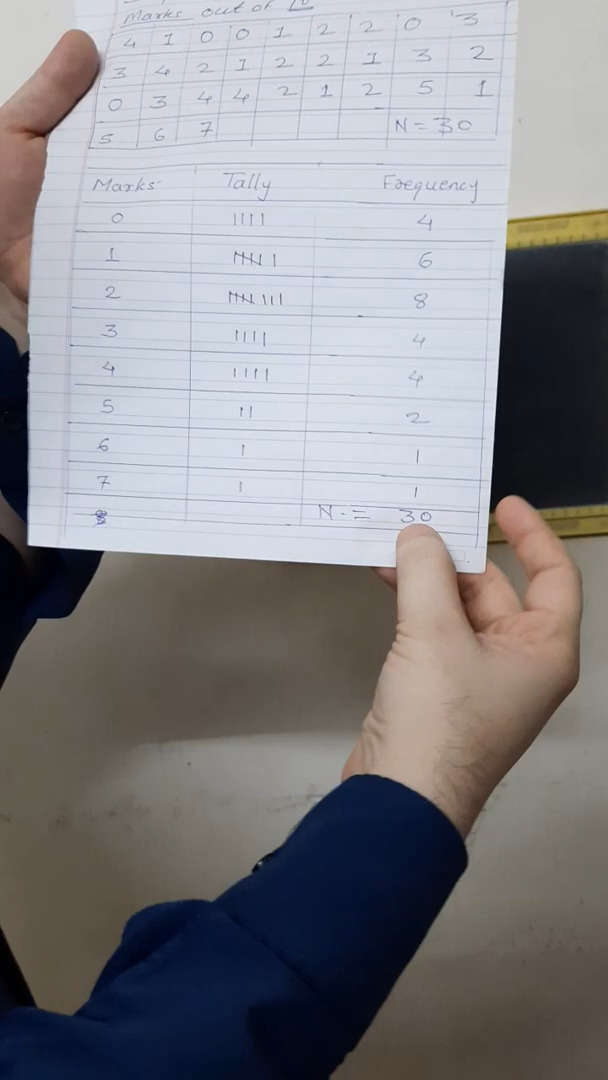 Marks out of 10
4 1 0 0 1 2 2 0 3
3 4 2 1 2 2 1 3 2
0 3 4 4 2 1 2 5 1
5 6 7 N = 30
Marks Tally Frequency
0 |||| 4
1 𝍸 | 6
2 𝍸 ||| 8
3 |||| 4
4 |||| 4
5 || 2
6 | 1
7 | 1
8 N = 30